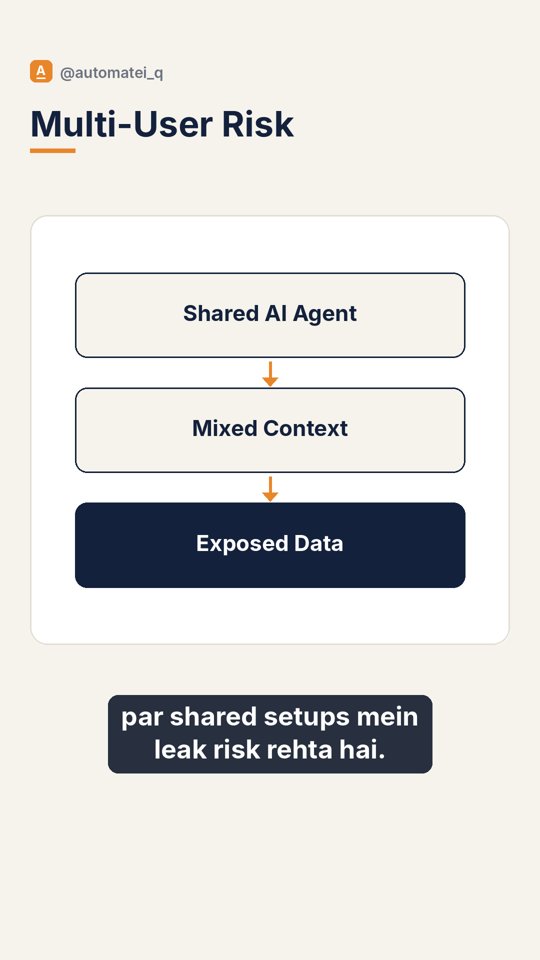 A
@automatei_q
Multi-User Risk
Shared AI Agent
Mixed Context
Exposed Data
par shared setups mein
leak risk rehta hai.